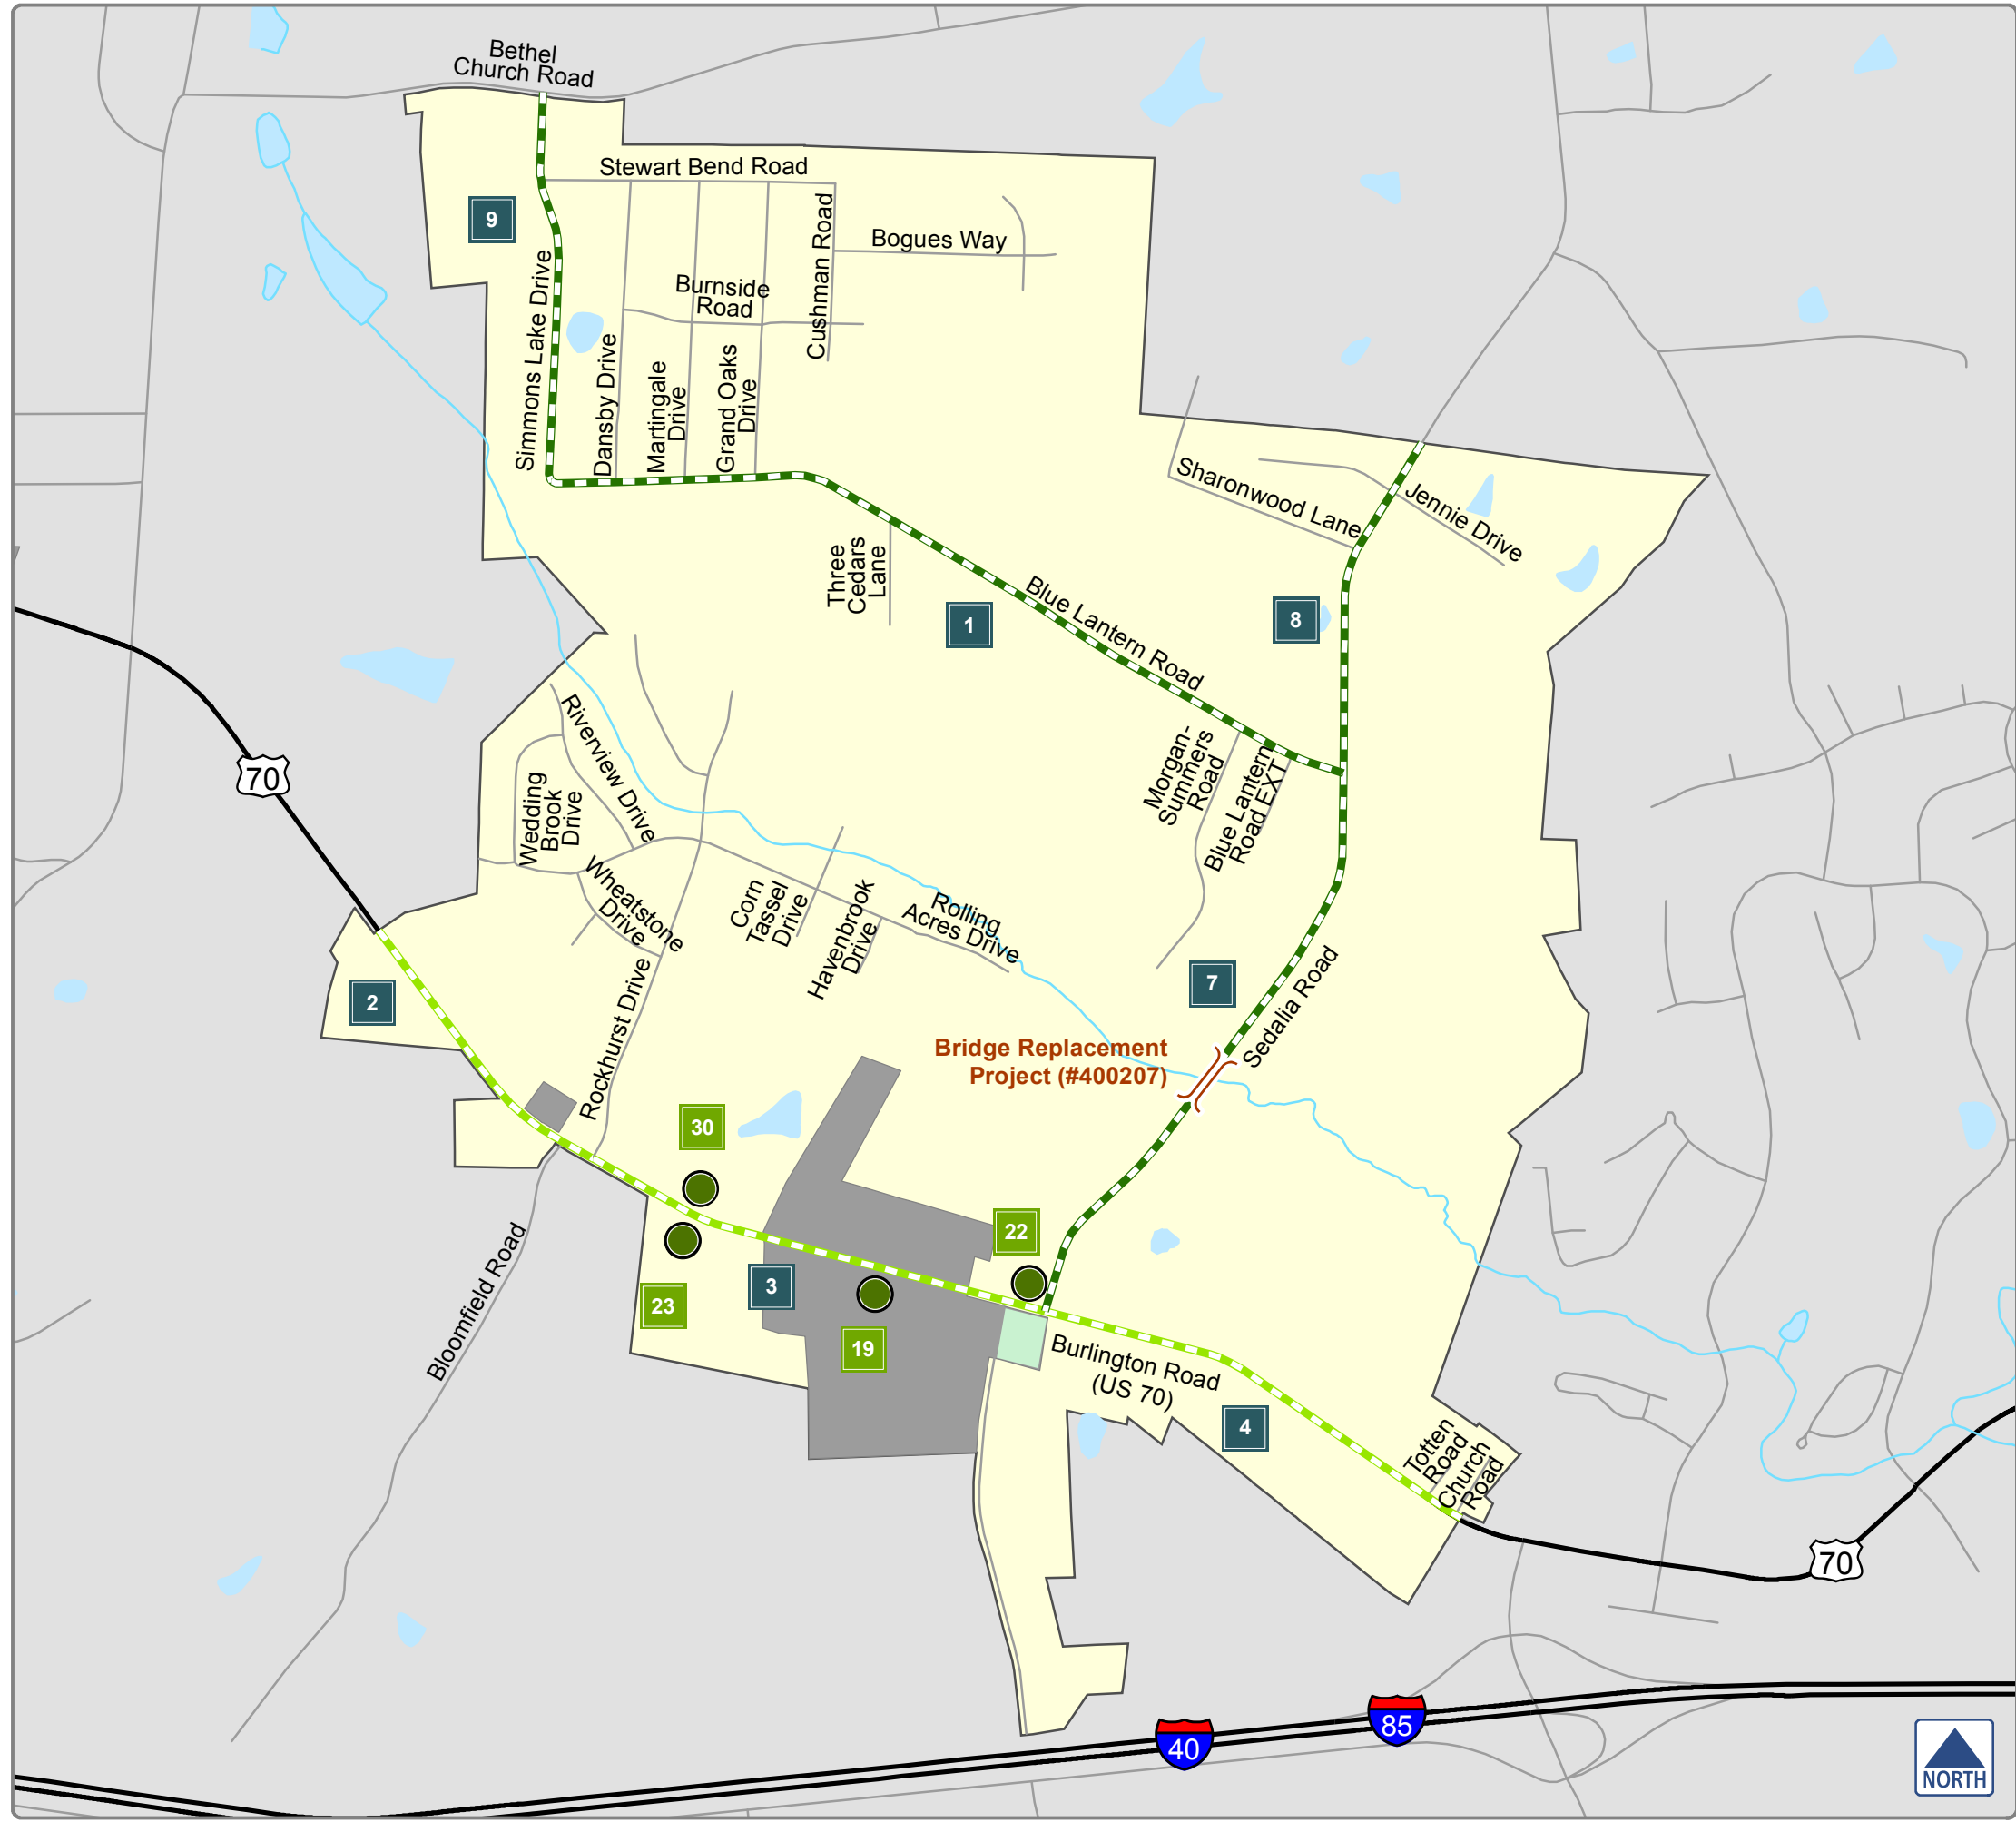 Bethel
Church Road
Stewart Bend Road
9
Cushman Road
Bogues Way
Burnside
Road
Simmons Lake Drive
Dansby Drive
Martingale
Drive
Grand Oaks
Drive
Sharonwood Lane
Jennie Drive
Three
Cedars
Lane
1
Blue Lantern Road
8
70
Riverview Drive
Wedding
Brook
Drive
Morgan-
Summers
Road
Blue Lantern
Road EXT
Wheatstone
Drive
Corn
Tassel
Drive
Havenbrook
Drive
Rolling
Acres Drive
2
7
Sedalia Road
Rockhurst Drive
Bridge Replacement
Project (#400207)
30
22
3
23
19
Bloomfield Road
Burlington Road
(US 70)
4
Totten
Road
Church
Road
70
85
40
NORTH